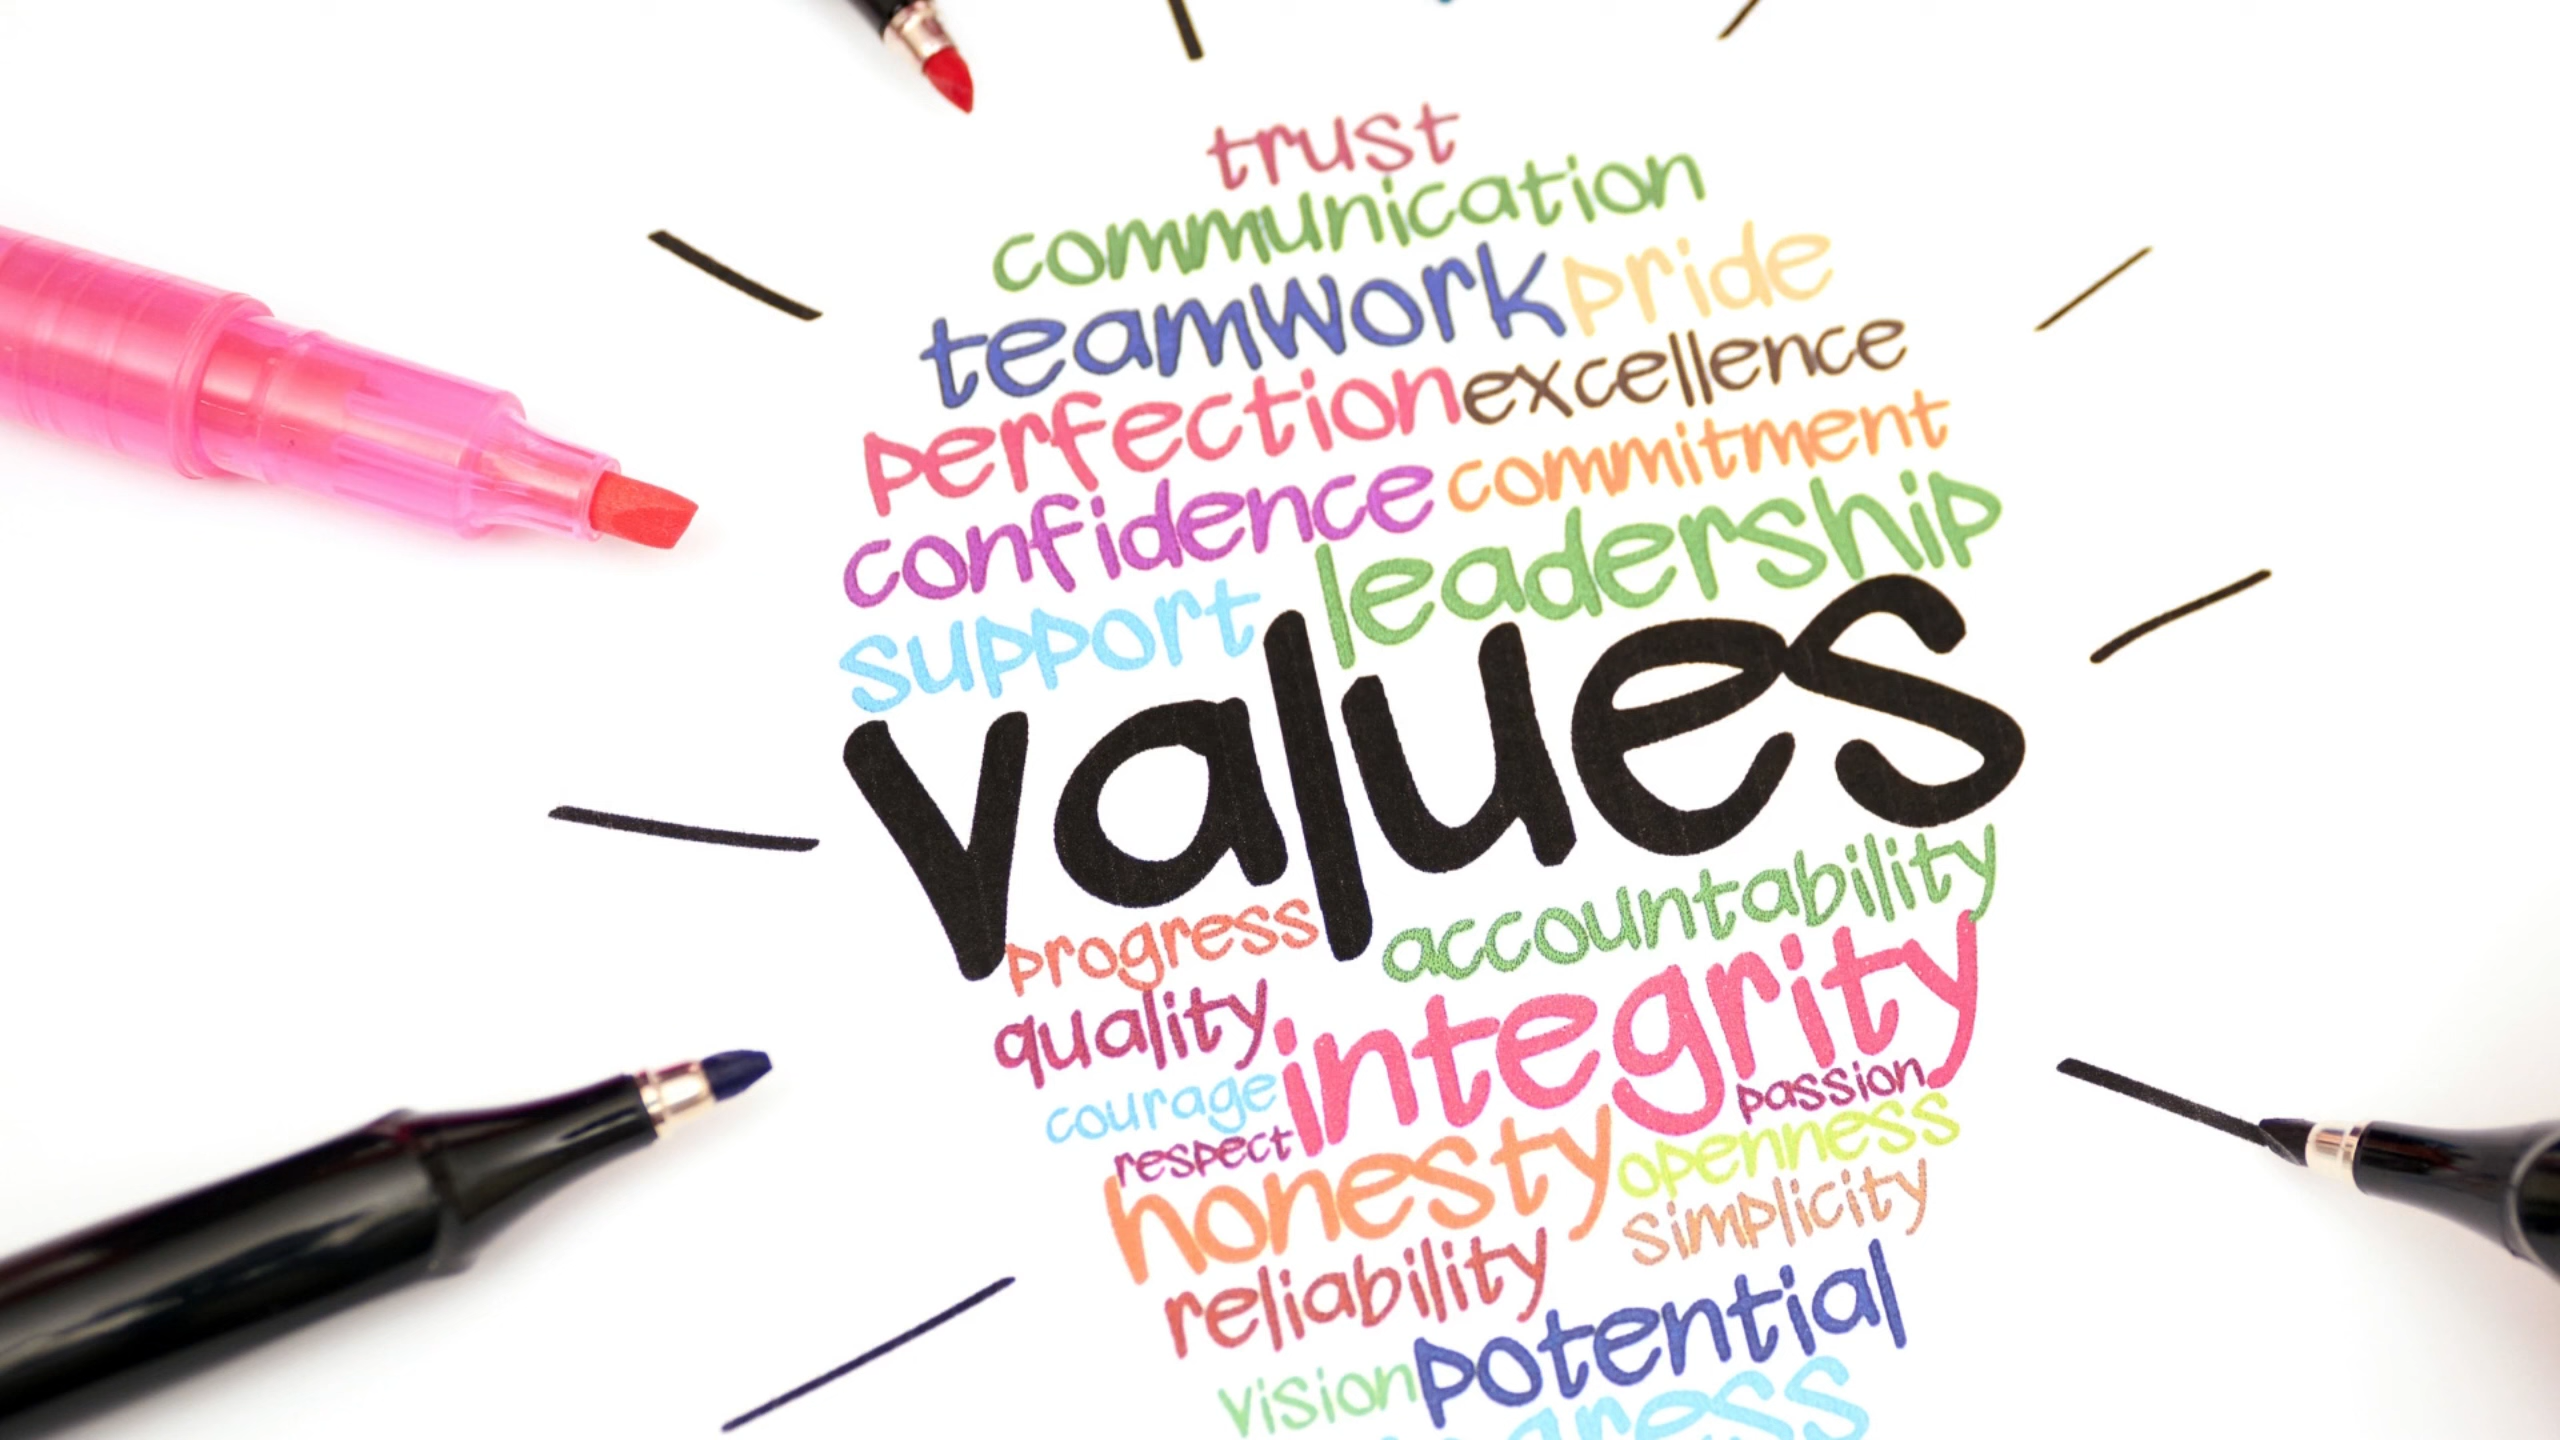 trust
communication
teamwork pride
perfection excellence
confidence commitment
support leadership
values
progress accountability
quality integrity
courage passion
respect
honesty openness
simplicity
reliability
vision potential